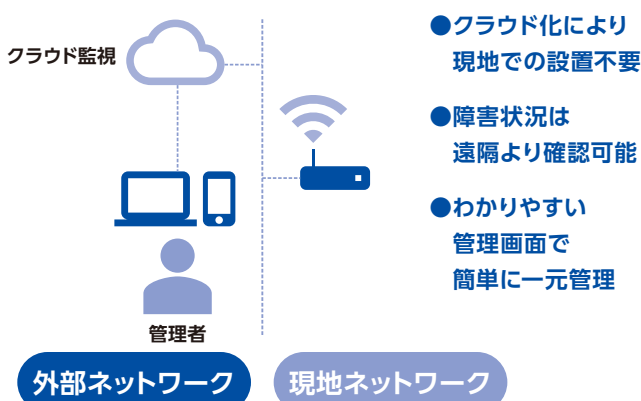 クラウド監視
管理者
外部ネットワーク
現地ネットワーク
●クラウド化により
現地での設置不要
●障害状況は
遠隔より確認可能
●わかりやすい
管理画面で
簡単に一元管理